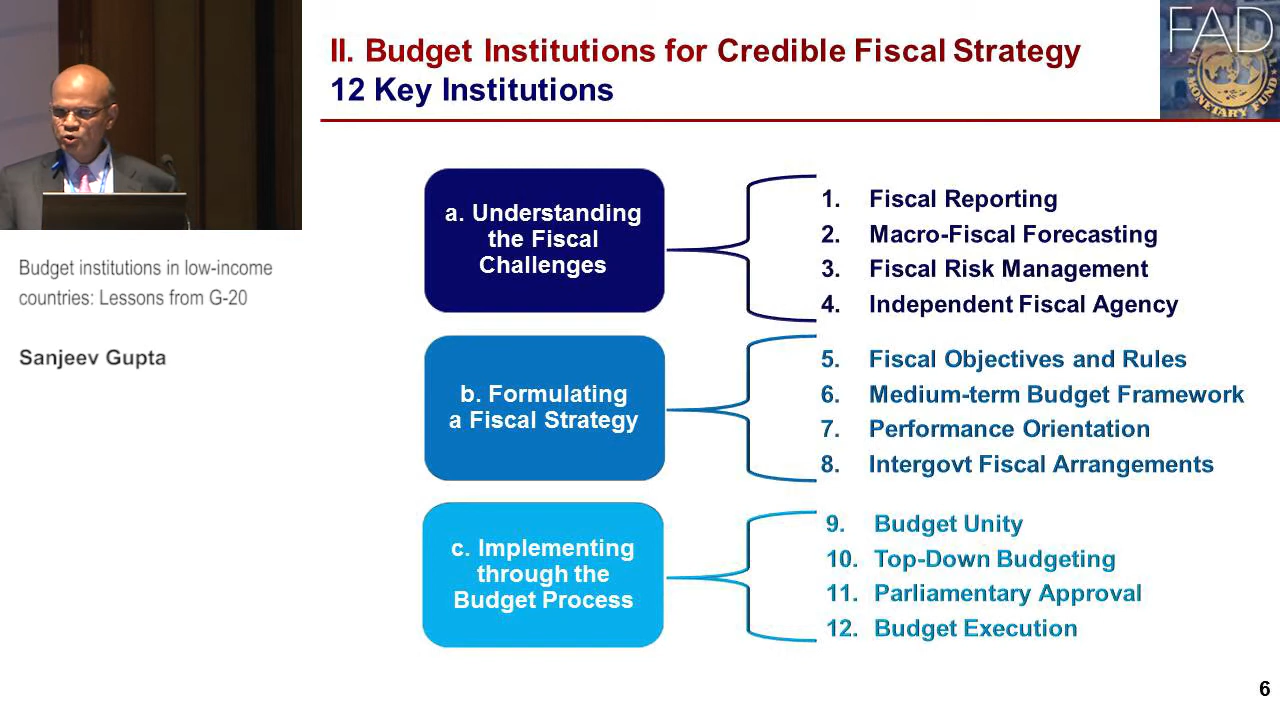 II. Budget Institutions for Credible Fiscal Strategy
12 Key Institutions
FAD
Budget institutions in low-income
countries: Lessons from G-20
Sanjeev Gupta
a. Understanding
the Fiscal
Challenges
1. Fiscal Reporting
2. Macro-Fiscal Forecasting
3. Fiscal Risk Management
4. Independent Fiscal Agency
b. Formulating
a Fiscal Strategy
5. Fiscal Objectives and Rules
6. Medium-term Budget Framework
7. Performance Orientation
8. Intergovt Fiscal Arrangements
c. Implementing
through the
Budget Process
9. Budget Unity
10. Top-Down Budgeting
11. Parliamentary Approval
12. Budget Execution
6